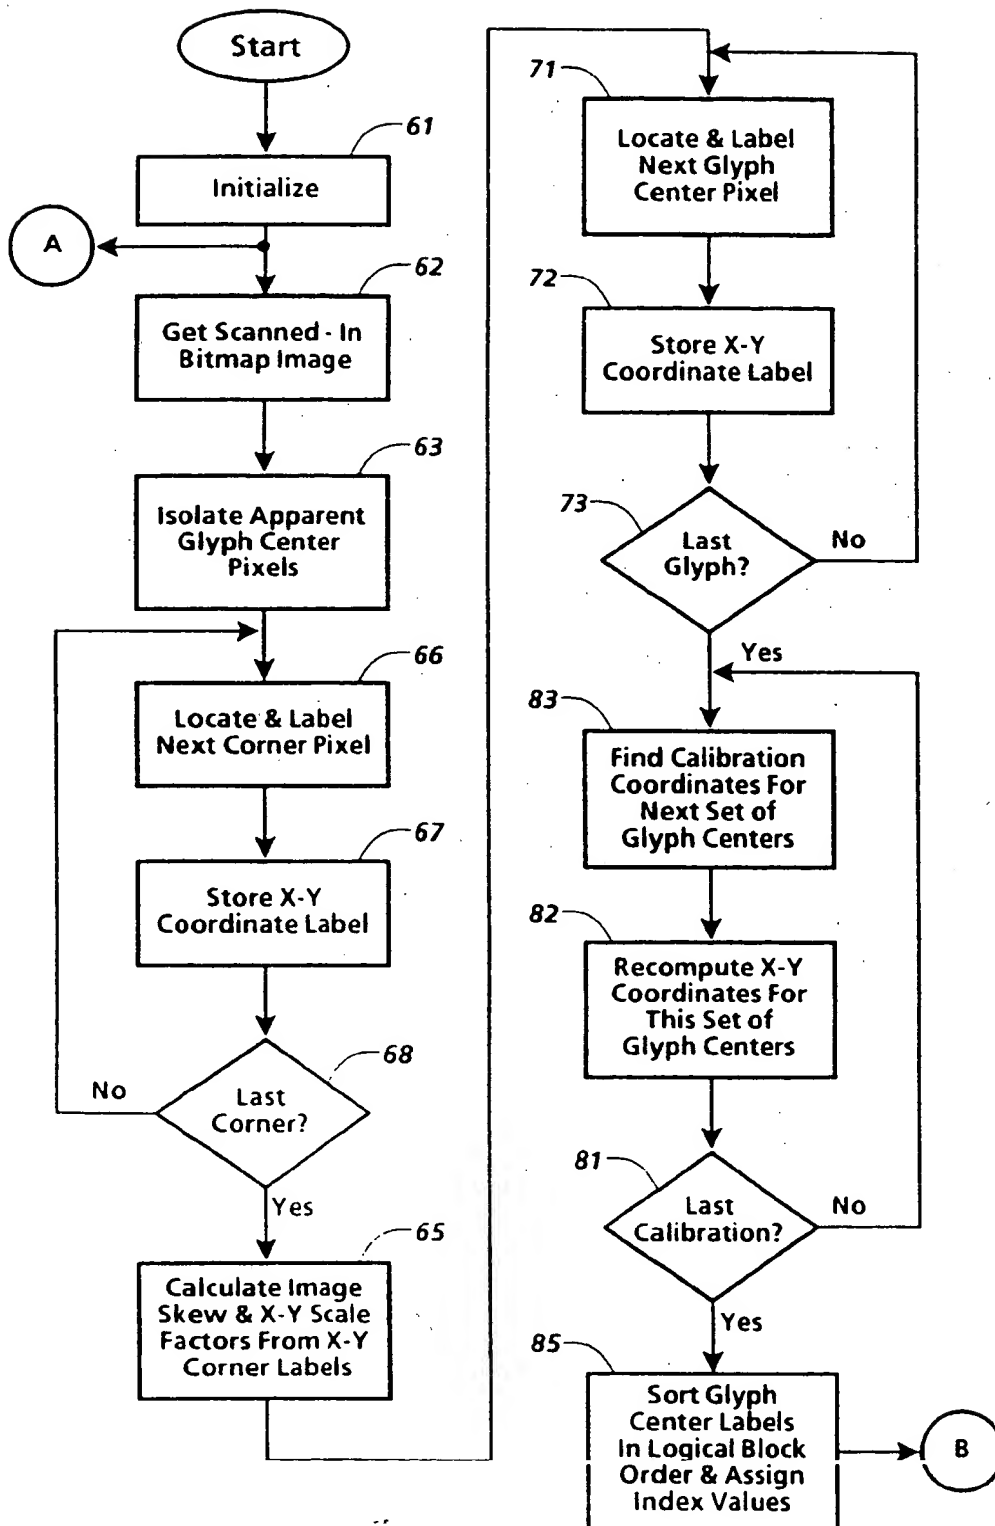 Start
61
Initialize
A
62
Get Scanned - In
Bitmap Image
63
Isolate Apparent
Glyph Center
Pixels
66
Locate & Label
Next Corner Pixel
67
Store X-Y
Coordinate Label
68
Last
Corner?
No
Yes
65
Calculate Image
Skew & X-Y Scale
Factors From X-Y
Corner Labels
71
Locate & Label
Next Glyph
Center Pixel
72
Store X-Y
Coordinate Label
73
Last
Glyph?
No
Yes
83
Find Calibration
Coordinates For
Next Set of
Glyph Centers
82
Recompute X-Y
Coordinates For
This Set of
Glyph Centers
81
Last
Calibration?
No
Yes
85
Sort Glyph
Center Labels
In Logical Block
Order & Assign
Index Values
B